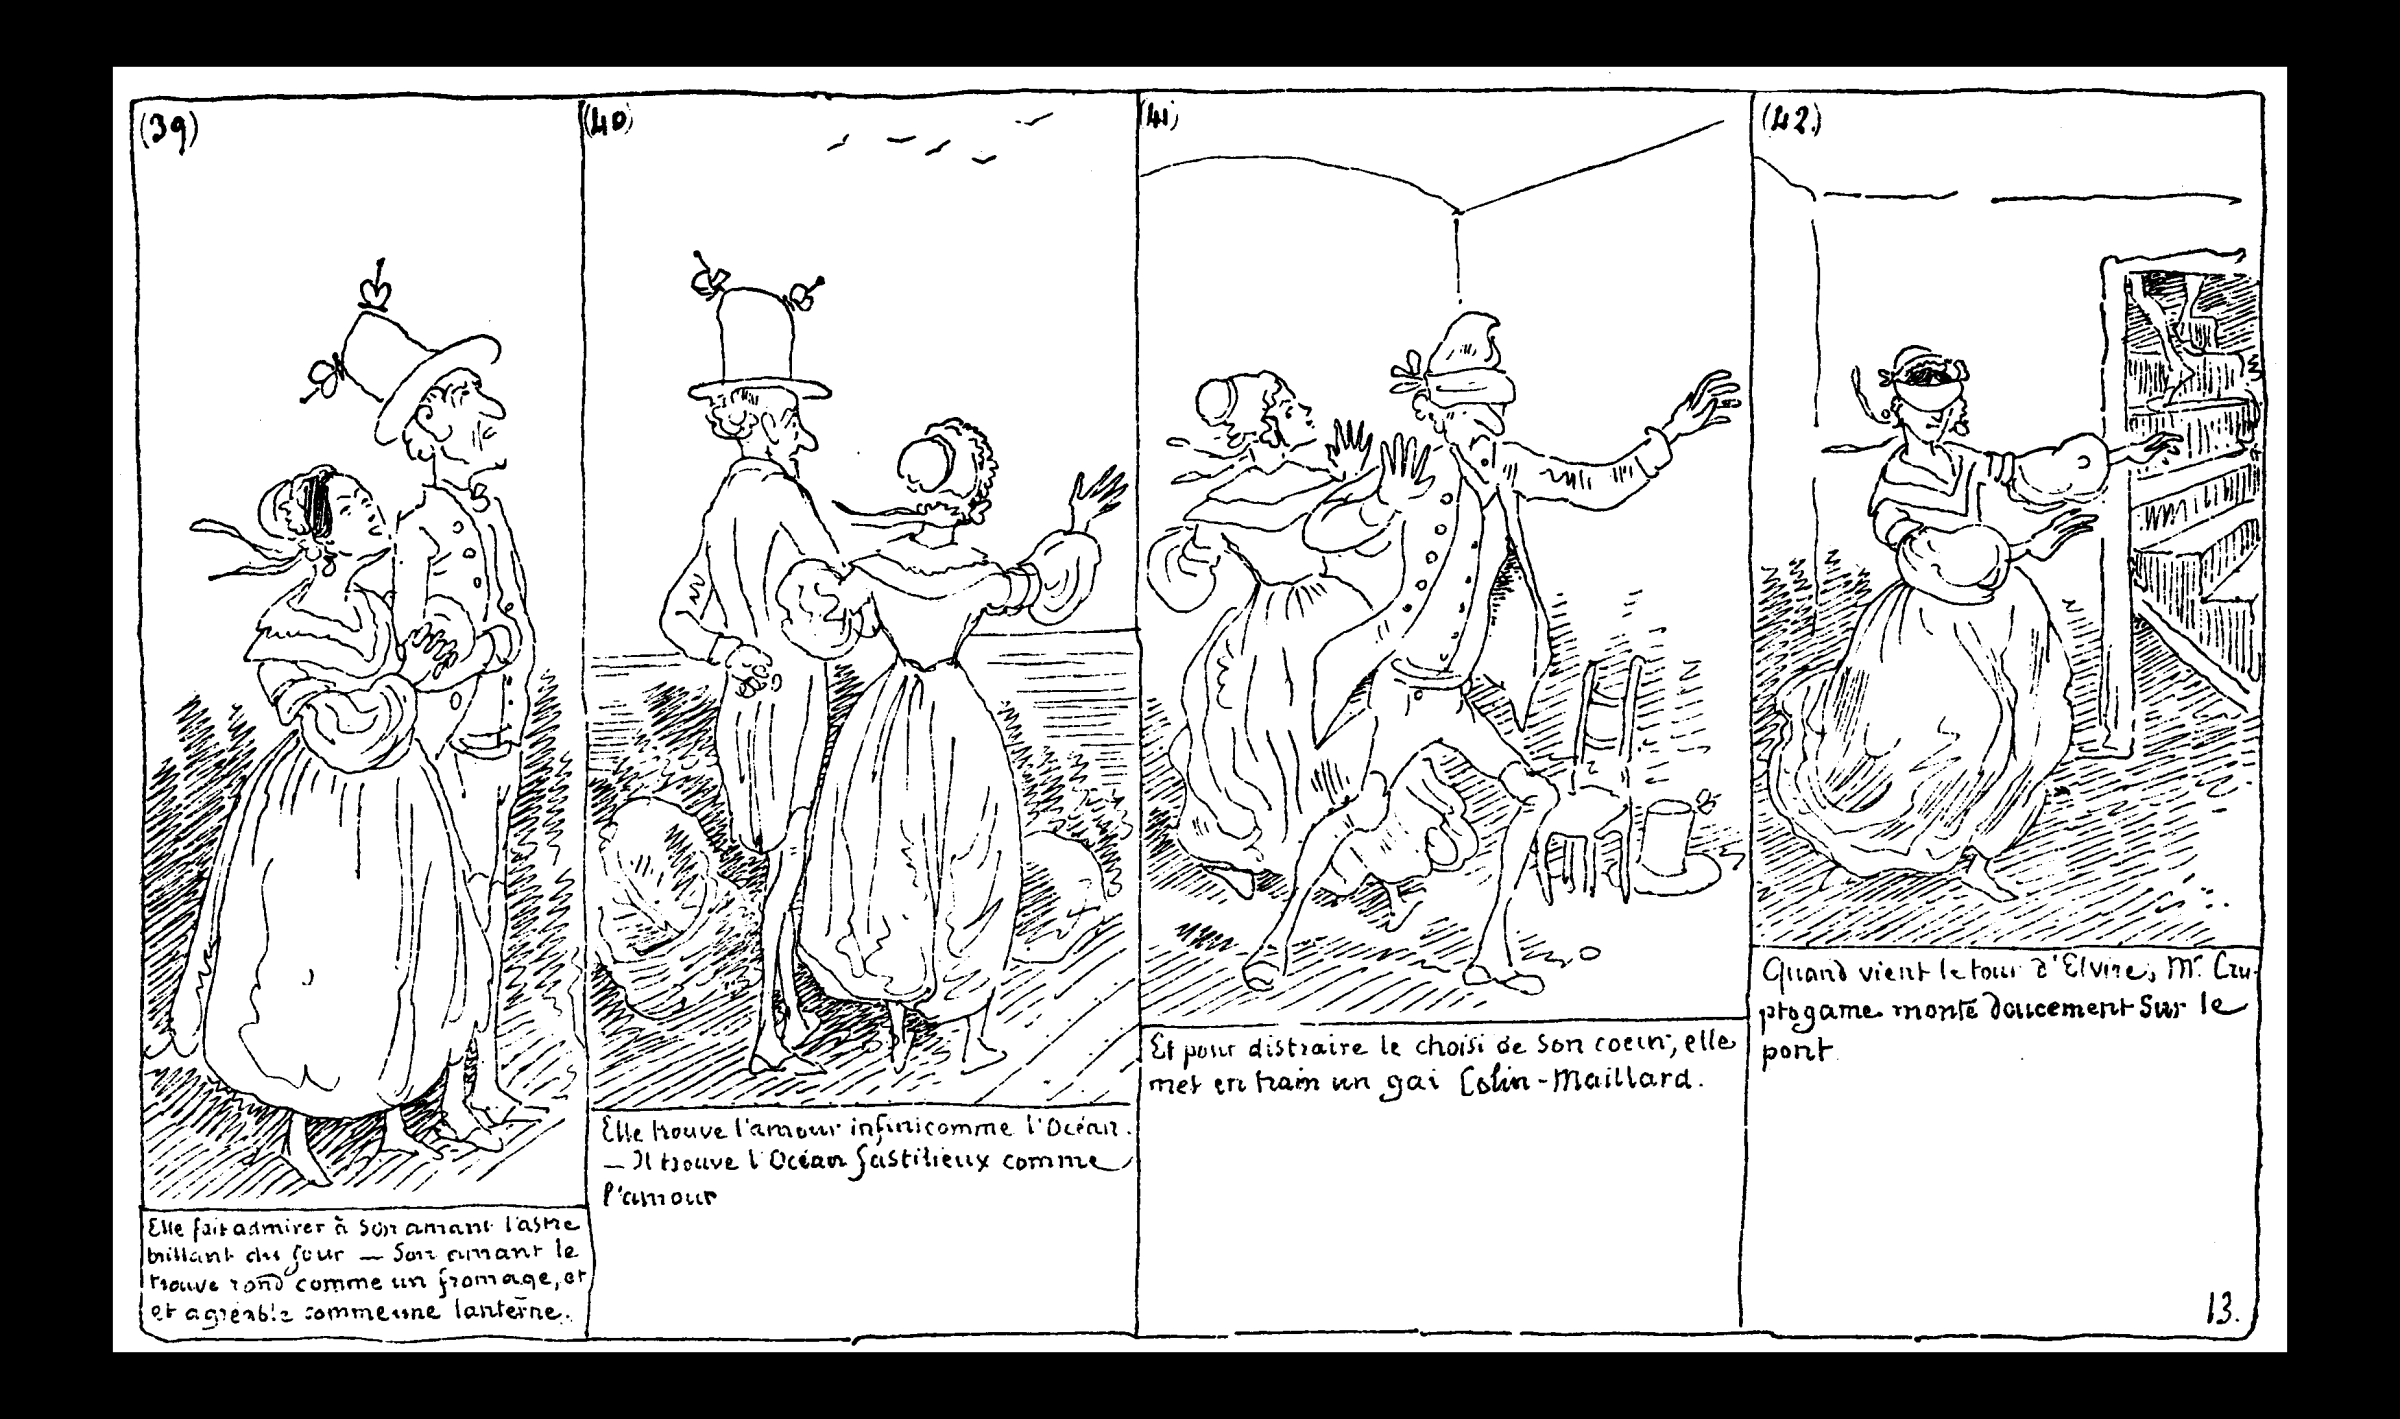 (39)
Elle fait admirer à son amant l'astre
brillant du jour — Son amant le
trouve rond comme un fromage, et
et agréable comme une lanterne.
(40)
Elle trouve l'amour infini comme l'Océan.
— Il trouve l'Océan fastidieux comme
l'amour
(41)
Et pour distraire le choisi de son coeur, elle
met en train un gai Colin-Maillard.
(42.)
Quand vient le tour d'Elvire, Mr. Cry-
ptogame monte doucement sur le
pont
13.